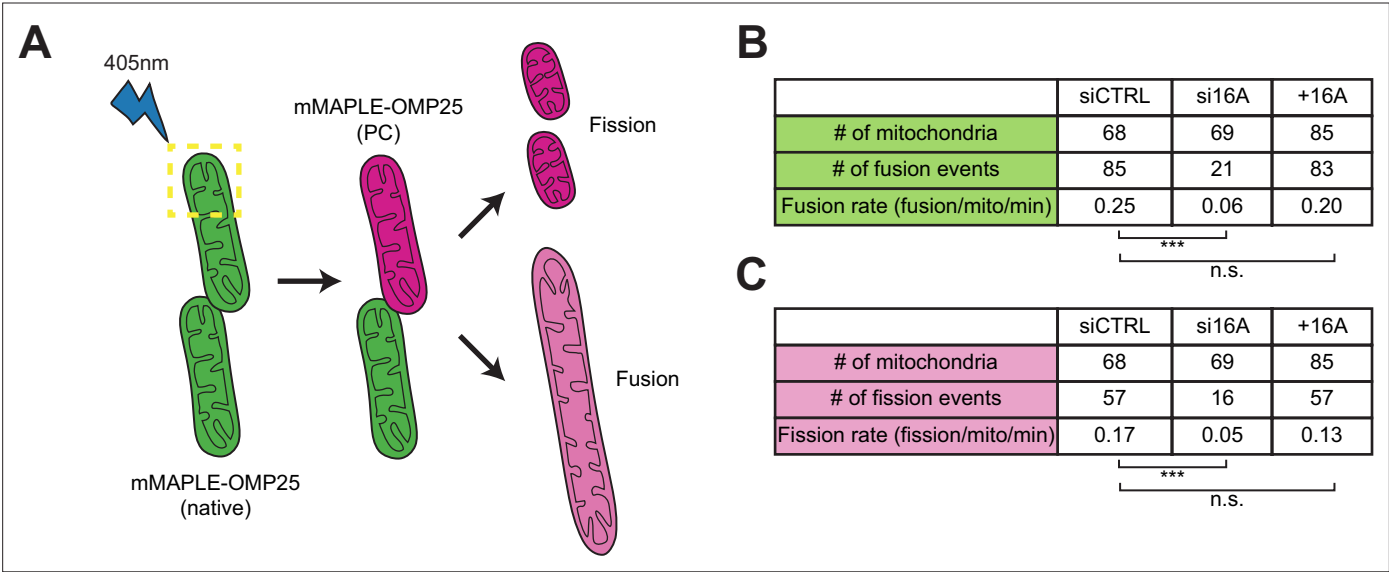 A
405nm
mMAPLE-OMP25
(native)
mMAPLE-OMP25
(PC)
Fission
Fusion
B
siCTRL si16A +16A
# of mitochondria 68 69 85
# of fusion events 85 21 83
Fusion rate (fusion/mito/min) 0.25 0.06 0.20
***
n.s.
C
siCTRL si16A +16A
# of mitochondria 68 69 85
# of fission events 57 16 57
Fission rate (fission/mito/min) 0.17 0.05 0.13
***
n.s.